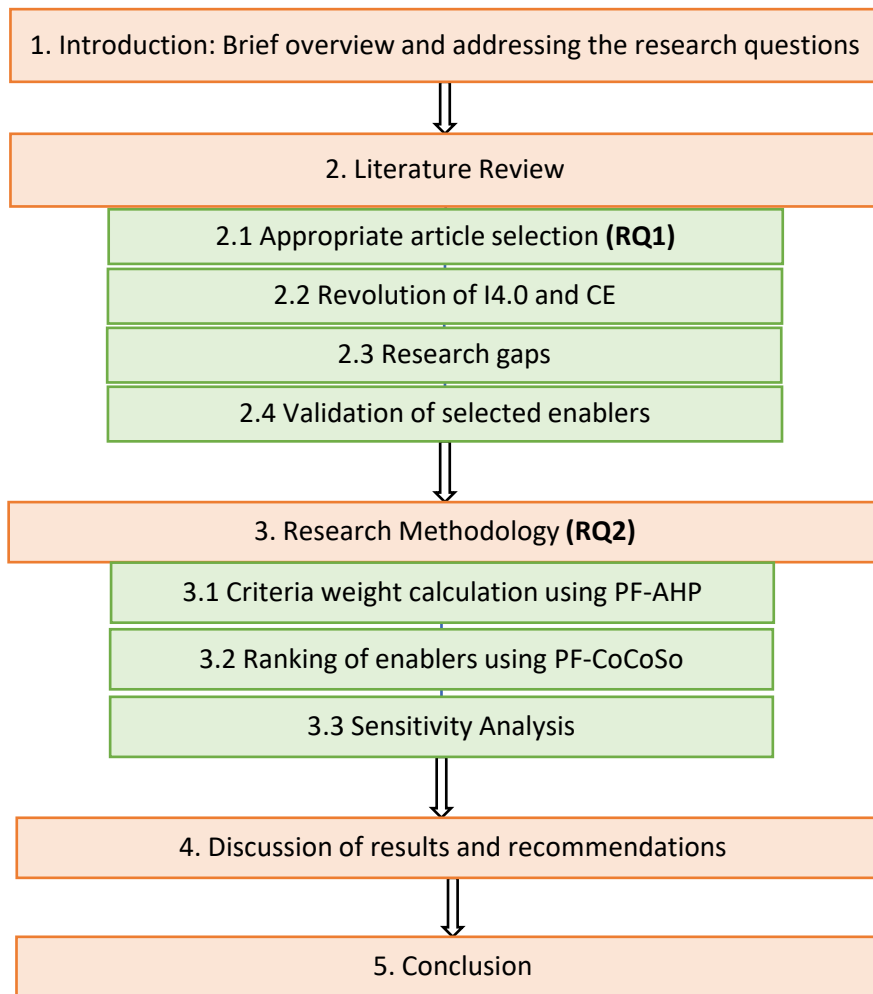 1. Introduction: Brief overview and addressing the research questions
2. Literature Review
2.1 Appropriate article selection (RQ1)
2.2 Revolution of I4.0 and CE
2.3 Research gaps
2.4 Validation of selected enablers
3. Research Methodology (RQ2)
3.1 Criteria weight calculation using PF-AHP
3.2 Ranking of enablers using PF-CoCoSo
3.3 Sensitivity Analysis
4. Discussion of results and recommendations
5. Conclusion